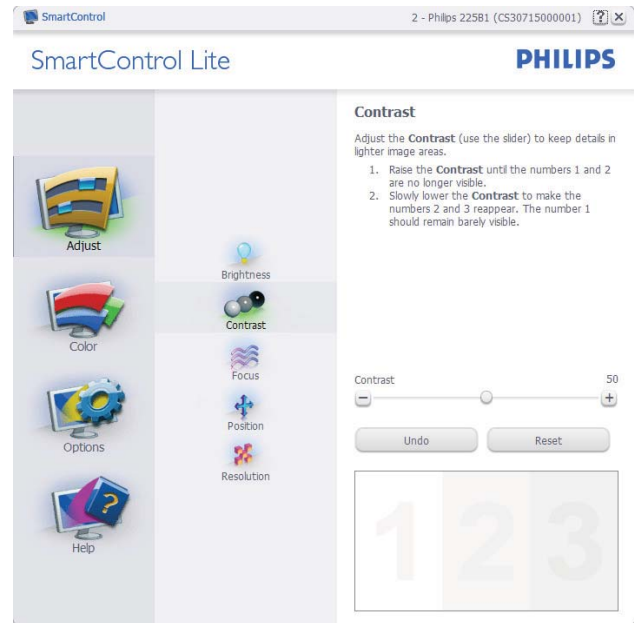 SmartControl
2 - Philips 225B1 (CS30715000001)
?
SmartControl Lite
PHILIPS
Adjust
Color
Options
?
Help
Brightness
Contrast
Focus
Position
Resolution
Contrast
Adjust the Contrast (use the slider) to keep details in
lighter image areas.
1. Raise the Contrast until the numbers 1 and 2
are no longer visible.
2. Slowly lower the Contrast to make the
numbers 2 and 3 reappear. The number 1
should remain barely visible.
Contrast 50
Undo Reset
1 2 3